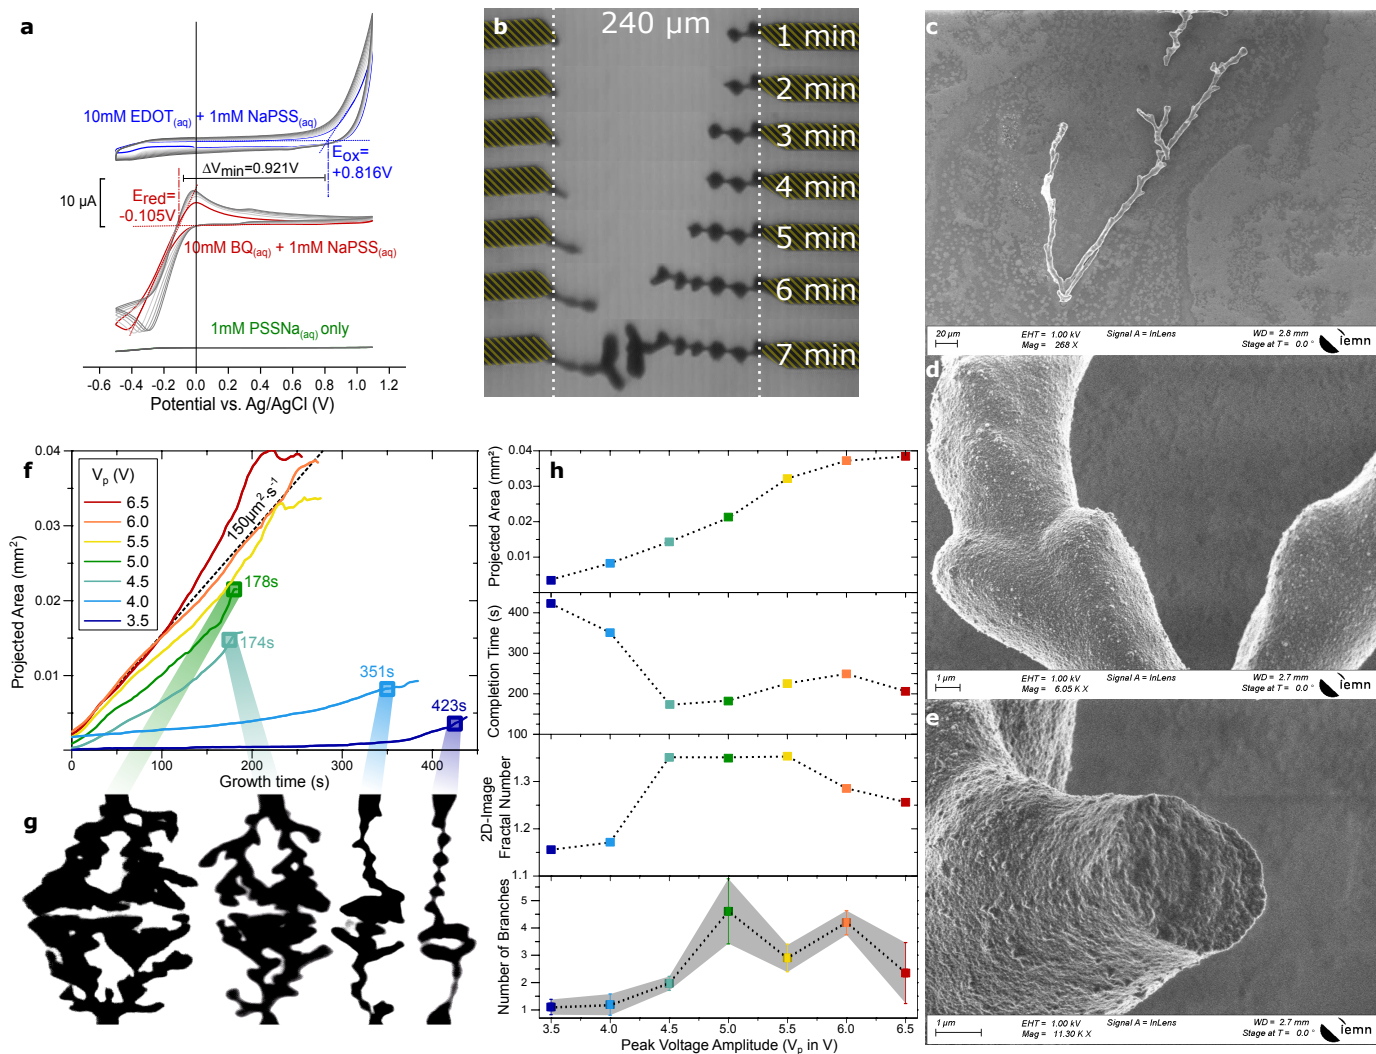 a
10mM EDOT(aq) + 1mM NaPSS(aq)
Eox=
+0.816V
ΔVmin=0.921V
Ered=
-0.105V
10 µA
10mM BQ(aq) + 1mM NaPSS(aq)
1mM PSSNa(aq) only
-0.6 -0.4 -0.2 0.0 0.2 0.4 0.6 0.8 1.0 1.2
Potential vs. Ag/AgCl (V)
b
240 µm
1 min
2 min
3 min
4 min
5 min
6 min
7 min
c
20 µm
EHT = 1.00 kV
Mag = 268 X
Signal A = InLens
WD = 2.8 mm
Stage at T = 0.0 °
iemn
d
1 µm
EHT = 1.00 kV
Mag = 6.05 K X
Signal A = InLens
WD = 2.7 mm
Stage at T = 0.0 °
iemn
e
1 µm
EHT = 1.00 kV
Mag = 11.30 K X
Signal A = InLens
WD = 2.7 mm
Stage at T = 0.0 °
iemn
f
Vp (V)
6.5
6.0
5.5
5.0
4.5
4.0
3.5
150µm²·s⁻¹
178s
174s
351s
423s
0.04
0.03
0.02
0.01
Projected Area (mm²)
0 100 200 300 400
Growth time (s)
g
h
0.04
0.03
0.02
0.01
Projected Area (mm²)
400
300
200
100
Completion Time (s)
1.3
1.2
1.1
2D-Image
Fractal Number
5
4
3
2
1
Number of Branches
3.5 4.0 4.5 5.0 5.5 6.0 6.5
Peak Voltage Amplitude (Vp in V)